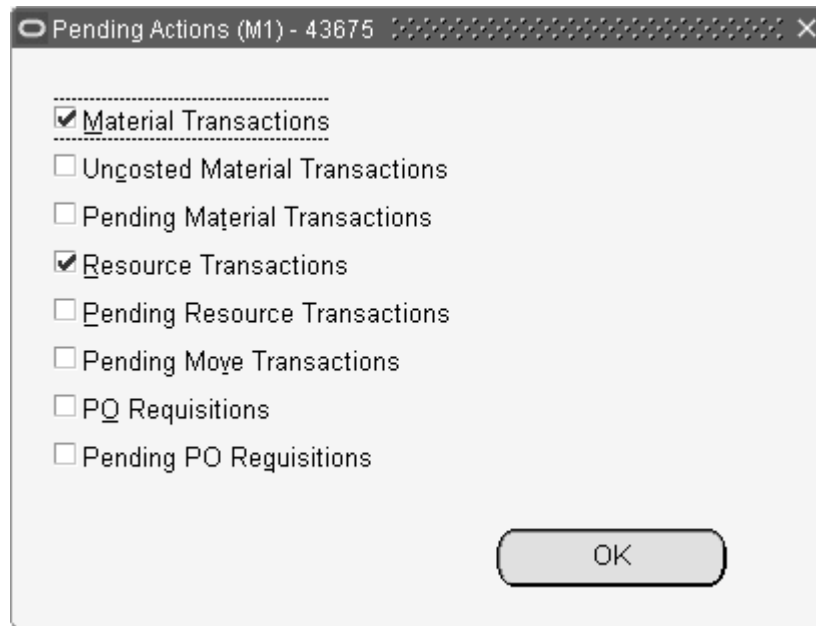 Pending Actions (M1) - 43675
Material Transactions
Uncosted Material Transactions
Pending Material Transactions
Resource Transactions
Pending Resource Transactions
Pending Move Transactions
PO Requisitions
Pending PO Requisitions
OK